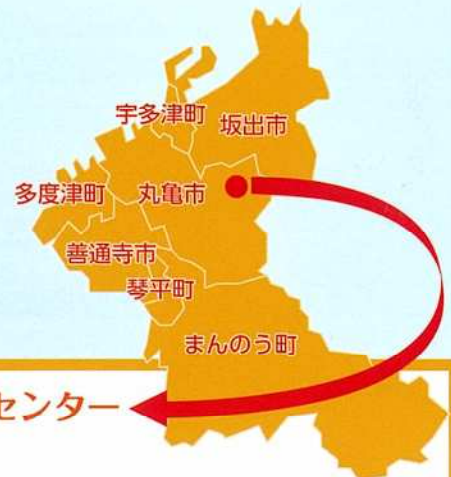 宇多津町
坂出市
多度津町
丸亀市
善通寺市
琴平町
まんのう町
センター